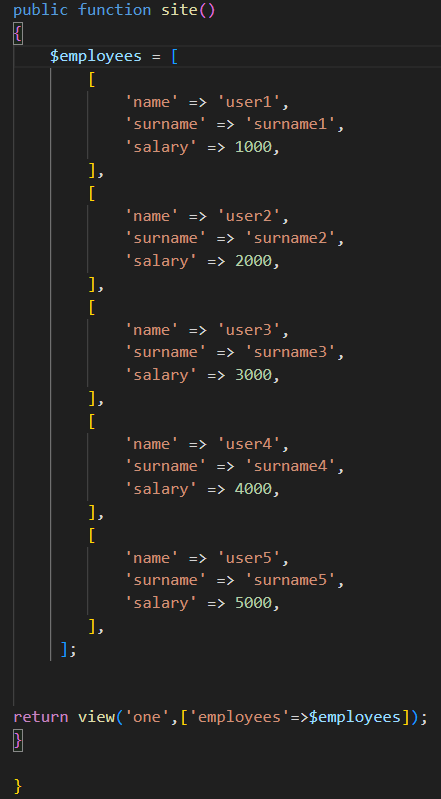 public function site()
{
    $employees = [
        [
            'name' => 'user1',
            'surname' => 'surname1',
            'salary' => 1000,
        ],
        [
            'name' => 'user2',
            'surname' => 'surname2',
            'salary' => 2000,
        ],
        [
            'name' => 'user3',
            'surname' => 'surname3',
            'salary' => 3000,
        ],
        [
            'name' => 'user4',
            'surname' => 'surname4',
            'salary' => 4000,
        ],
        [
            'name' => 'user5',
            'surname' => 'surname5',
            'salary' => 5000,
        ],
     ];
return view('one',['employees'=>$employees]);
}
}